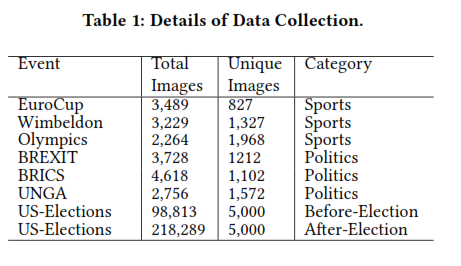 Table 1: Details of Data Collection.
Event Total Images Unique Images Category
EuroCup 3,489 827 Sports
Wimbeldon 3,229 1,327 Sports
Olympics 2,264 1,968 Sports
BREXIT 3,728 1212 Politics
BRICS 4,618 1,102 Politics
UNGA 2,756 1,572 Politics
US-Elections 98,813 5,000 Before-Election
US-Elections 218,289 5,000 After-Election